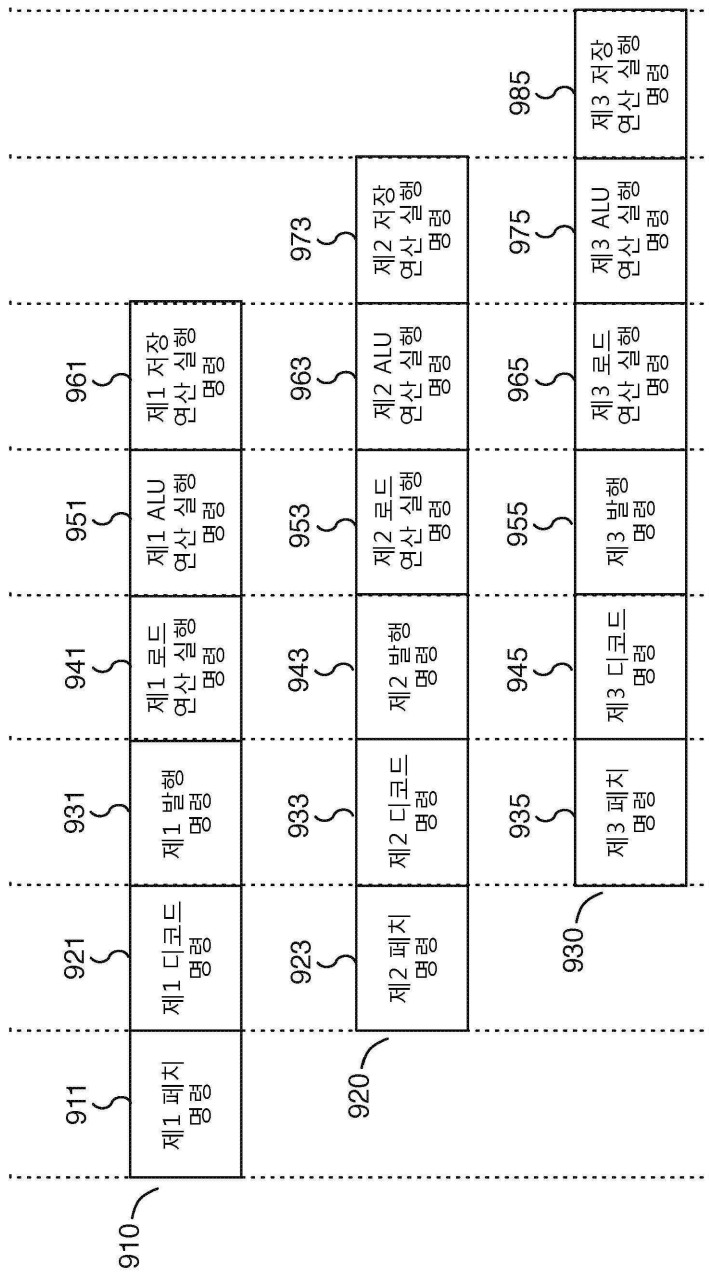 911
921
931
941
951
961
제1 페치
명령
제1 디코드
명령
제1 발행
명령
제1 로드
연산 실행
명령
제1 ALU
연산 실행
명령
제1 저장
연산 실행
명령
910
923
933
943
953
963
973
제2 페치
명령
제2 디코드
명령
제2 발행
명령
제2 로드
연산 실행
명령
제2 ALU
연산 실행
명령
제2 저장
연산 실행
명령
920
935
945
955
965
975
985
제3 페치
명령
제3 디코드
명령
제3 발행
명령
제3 로드
연산 실행
명령
제3 ALU
연산 실행
명령
제3 저장
연산 실행
명령
930